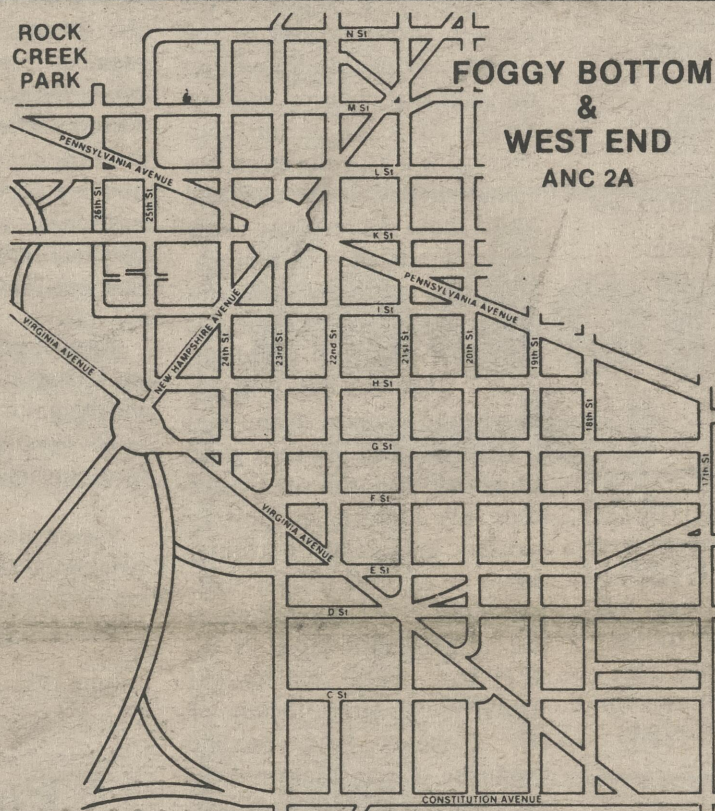 ROCK
CREEK
PARK
FOGGY BOTTOM
&
WEST END
ANC 2A
N St
M St
PENNSYLVANIA AVENUE
L St
26th St
25th St
K St
PENNSYLVANIA AVENUE
I St
VIRGINIA AVENUE
NEW HAMPSHIRE AVENUE
24th St
23rd St
22nd St
21st St
20th St
19th St
H St
18th St
G St
17th St
F St
VIRGINIA AVENUE
E St
D St
C St
CONSTITUTION AVENUE